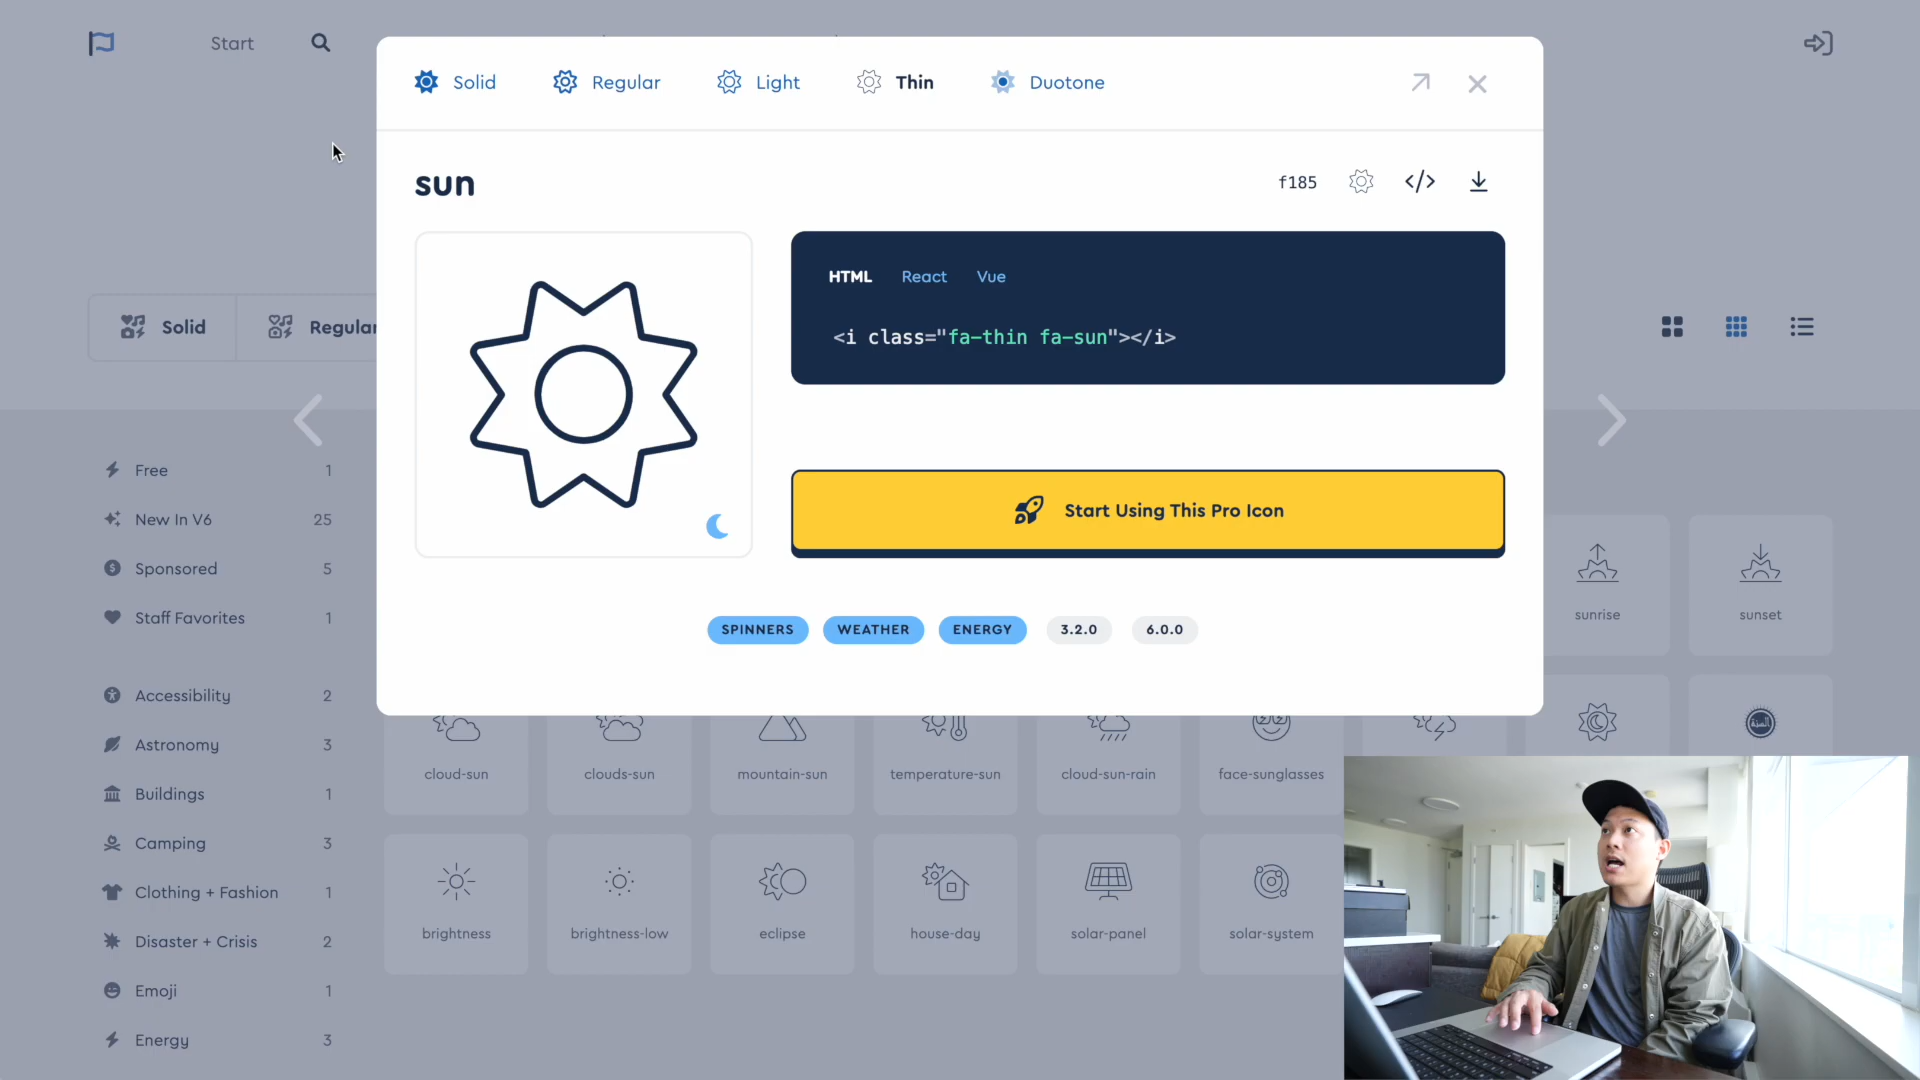 Start
Solid
Regular
Light
Thin
Duotone
sun
f185
HTML
React
Vue
<i class="fa-thin fa-sun"></i>
Start Using This Pro Icon
SPINNERS
WEATHER
ENERGY
3.2.0
6.0.0
Solid
Regular
Free 1
New In V6 25
Sponsored 5
Staff Favorites 1
Accessibility 2
Astronomy 3
Buildings 1
Camping 3
Clothing + Fashion 1
Disaster + Crisis 2
Emoji 1
Energy 3
sunrise
sunset
cloud-sun
clouds-sun
mountain-sun
temperature-sun
cloud-sun-rain
face-sunglasses
brightness
brightness-low
eclipse
house-day
solar-panel
solar-system